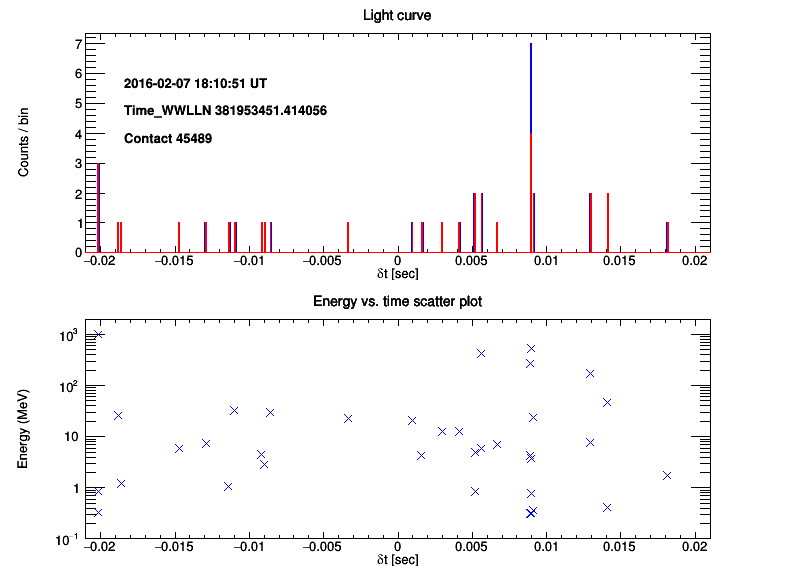 Light curve
7
6
5
4
3
2
1
0
Counts / bin
2016-02-07 18:10:51 UT
Time_WWLLN 381953451.414056
Contact 45489
−0.02 −0.015 −0.01 −0.005 0 0.005 0.01 0.015 0.02
δt [sec]
Energy vs. time scatter plot
10³
10²
10
1
10⁻¹
Energy (MeV)
−0.02 −0.015 −0.01 −0.005 0 0.005 0.01 0.015 0.02
δt [sec]